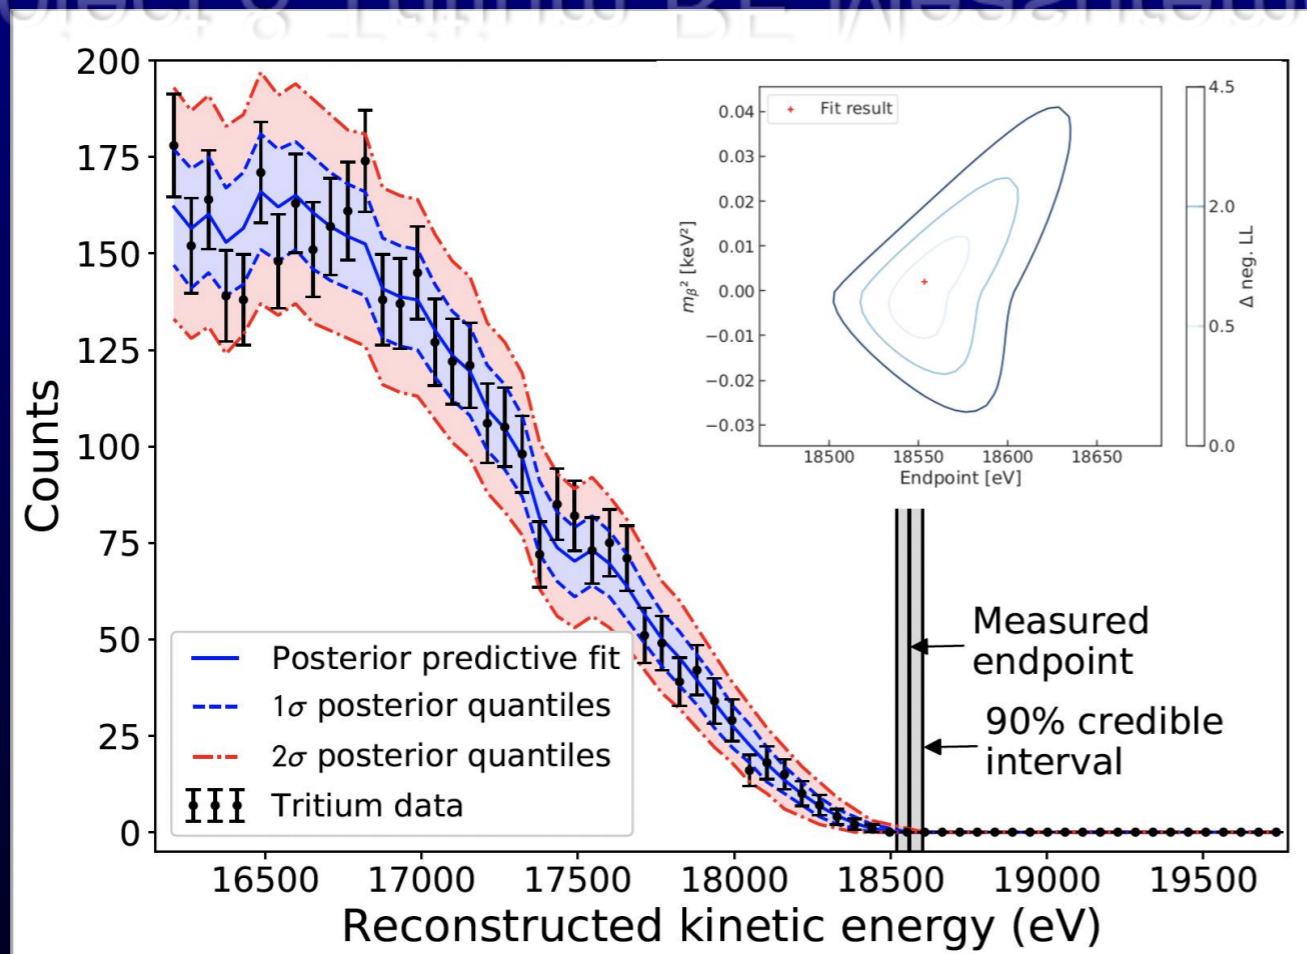 200
175
150
125
100
75
50
25
0
Counts
16500 17000 17500 18000 18500 19000 19500
Reconstructed kinetic energy (eV)
Posterior predictive fit
1σ posterior quantiles
2σ posterior quantiles
Tritium data
Measured
endpoint
90% credible
interval
Fit result
0.04
0.03
0.02
0.01
0.00
−0.01
−0.02
−0.03
mβ² [keV²]
18500 18550 18600 18650
Endpoint [eV]
4.5
2.0
0.5
0.0
Δ neg. LL